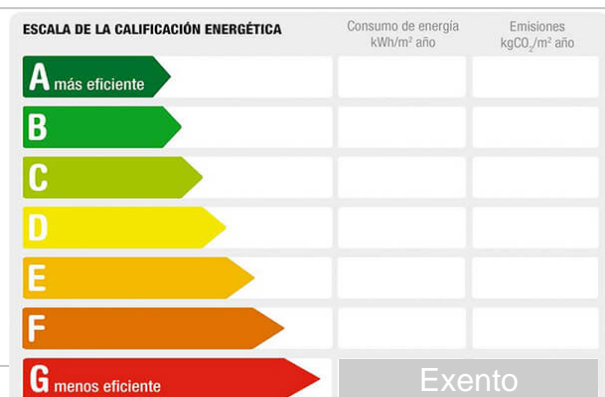 ESCALA DE LA CALIFICACIÓN ENERGÉTICA
Consumo de energía
kWh/m² año
Emisiones
kgCO₂/m² año
A más eficiente
B
C
D
E
F
G menos eficiente
Exento